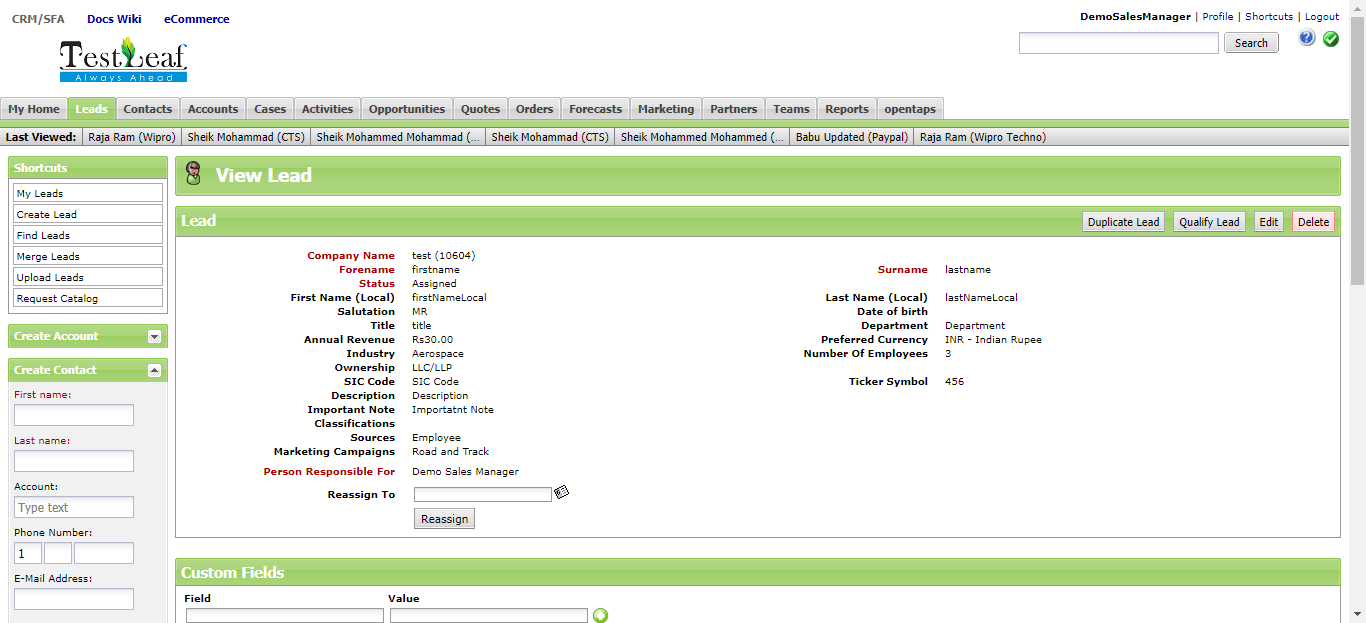 CRM/SFA Docs Wiki eCommerce
DemoSalesManager | Profile | Shortcuts | Logout
TestLeaf
Always Ahead
Search
My Home Leads Contacts Accounts Cases Activities Opportunities Quotes Orders Forecasts Marketing Partners Teams Reports opentaps
Last Viewed: Raja Ram (Wipro) Sheik Mohammad (CTS) Sheik Mohammed Mohammad (... Sheik Mohammad (CTS) Sheik Mohammed Mohammed (... Babu Updated (Paypal) Raja Ram (Wipro Techno)
Shortcuts
My Leads
Create Lead
Find Leads
Merge Leads
Upload Leads
Request Catalog
Create Account
Create Contact
First name:
Last name:
Account:
Type text
Phone Number:
1
E-Mail Address:
View Lead
Lead
Duplicate Lead Qualify Lead Edit Delete
Company Name test (10604)
Forename firstname Surname lastname
Status Assigned
First Name (Local) firstNameLocal Last Name (Local) lastNameLocal
Salutation MR Date of birth
Title title Department Department
Annual Revenue Rs30.00 Preferred Currency INR - Indian Rupee
Industry Aerospace Number Of Employees 3
Ownership LLC/LLP
SIC Code SIC Code Ticker Symbol 456
Description Description
Important Note Importatnt Note
Classifications
Sources Employee
Marketing Campaigns Road and Track
Person Responsible For Demo Sales Manager
Reassign To
Reassign
Custom Fields
Field Value